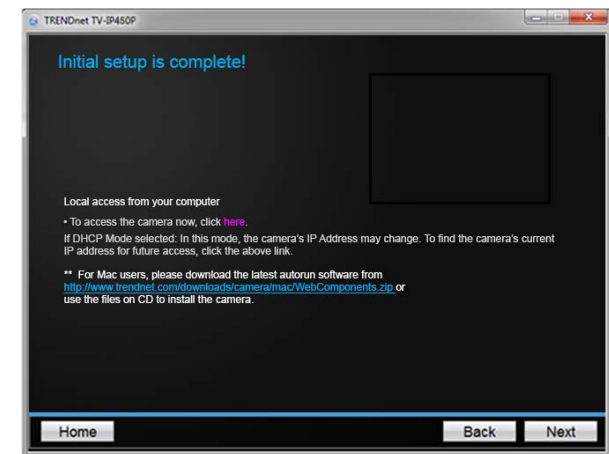 TRENDnet TV-IP450P
Initial setup is complete!
Local access from your computer
• To access the camera now, click here.
If DHCP Mode selected: In this mode, the camera's IP Address may change. To find the camera's current
IP address for future access, click the above link.
** For Mac users, please download the latest autorun software from
http://www.trendnet.com/downloads/camera/mac/WebComponents.zip or
use the files on CD to install the camera.
Home
Back
Next